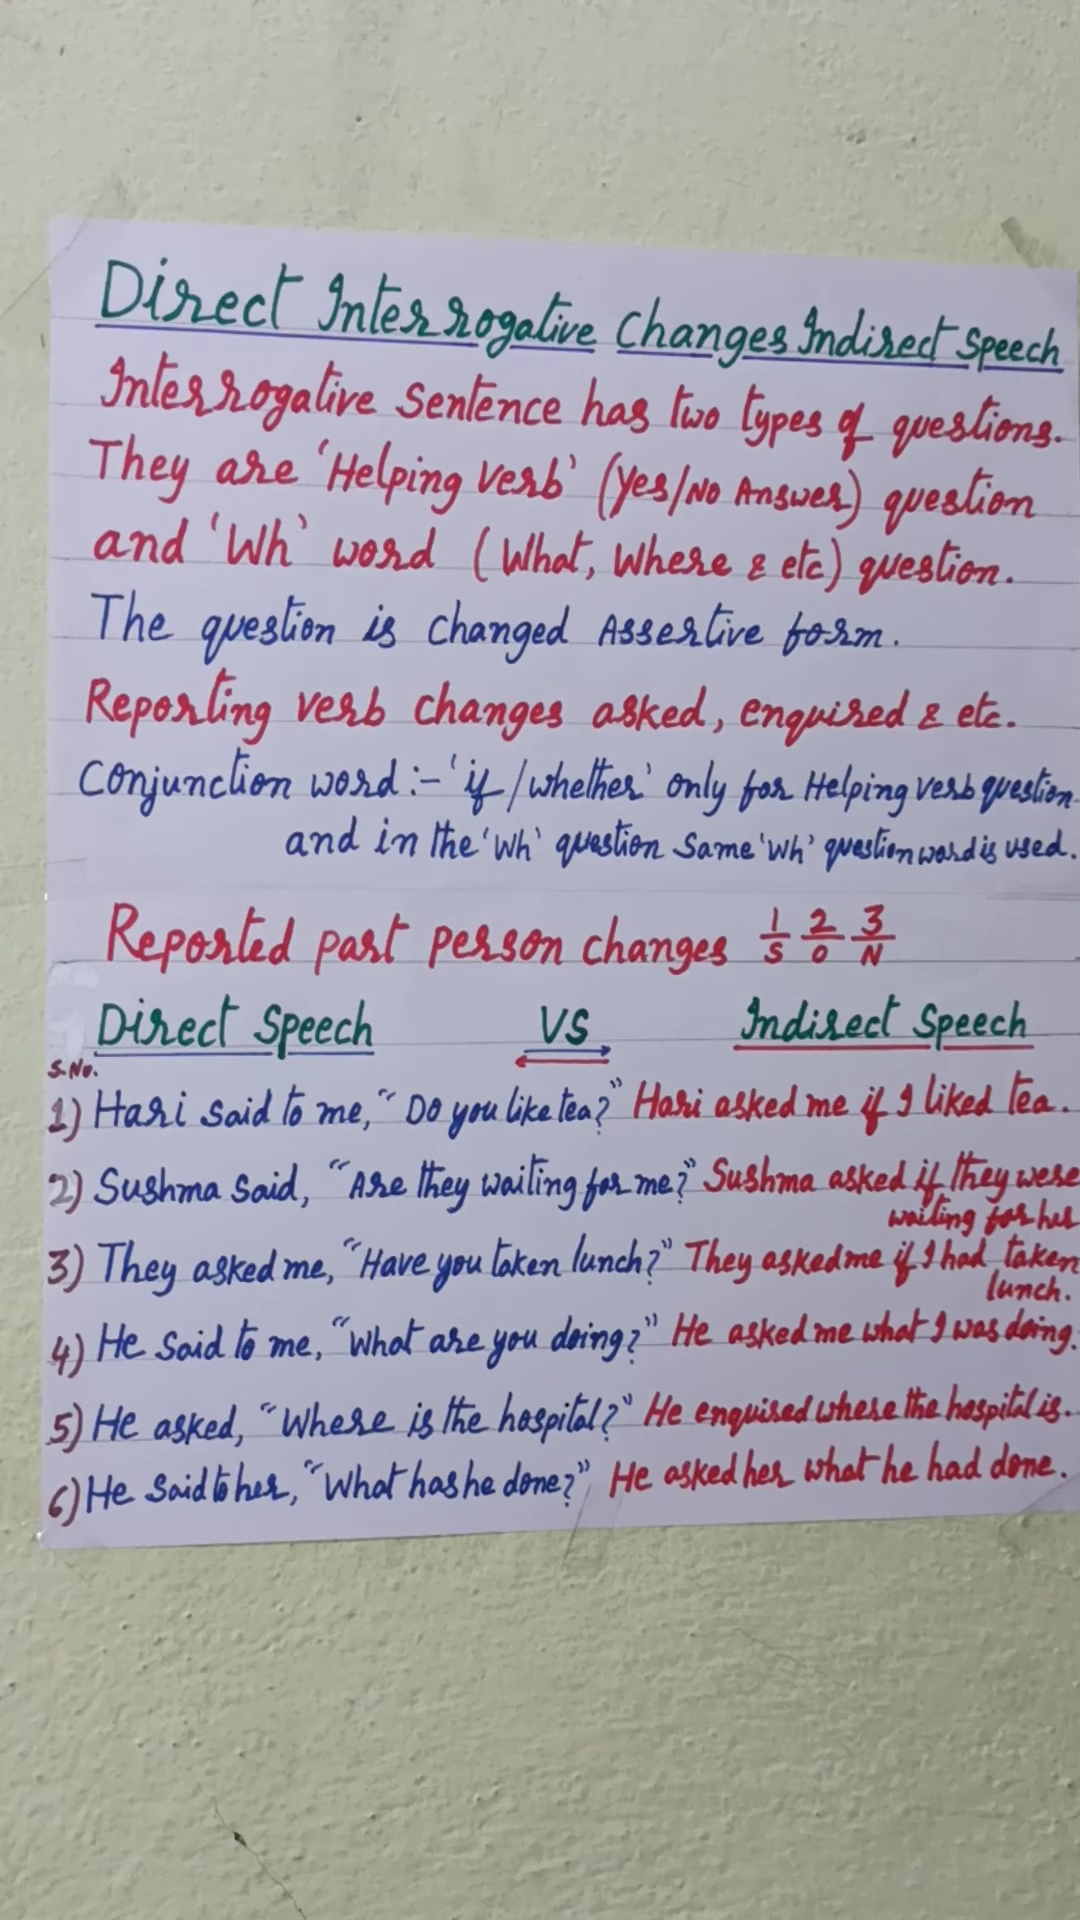 Direct Interrogative Changes Indirect Speech
Interrogative Sentence has two types of questions.
They are 'Helping Verb' (Yes/No Answer) question
and 'Wh' word (What, Where & etc) question.
The question is changed Assertive form.
Reporting verb changes asked, enquired & etc.
Conjunction word :- 'if/whether' only for Helping verb question
and in the 'Wh' question Same 'Wh' question word is used.
Reported part person changes 1/S 2/O 3/N
Direct Speech VS Indirect Speech
S.No.
1) Hari said to me, "Do you like tea?" Hari asked me if I liked tea.
2) Sushma said, "Are they waiting for me?" Sushma asked if they were
waiting for her
3) They asked me, "Have you taken lunch?" They asked me if I had taken
lunch.
4) He said to me, "What are you doing?" He asked me what I was doing.
5) He asked, "Where is the hospital?" He enquired where the hospital is.
6) He said to her, "What has he done?" He asked her what he had done.